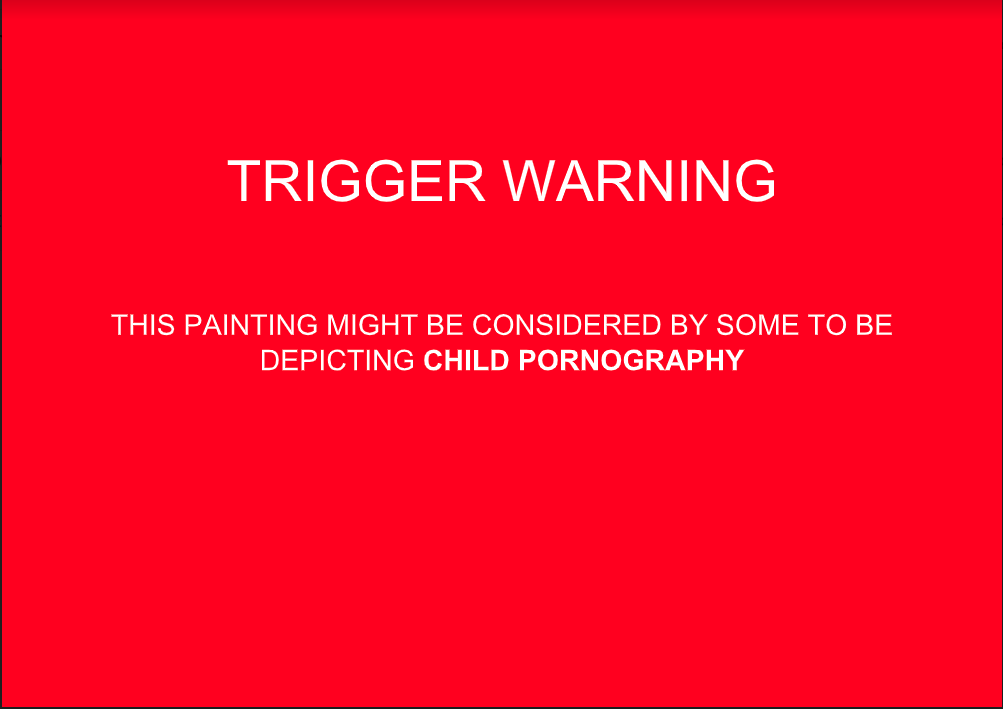 TRIGGER WARNING
THIS PAINTING MIGHT BE CONSIDERED BY SOME TO BE
DEPICTING CHILD PORNOGRAPHY